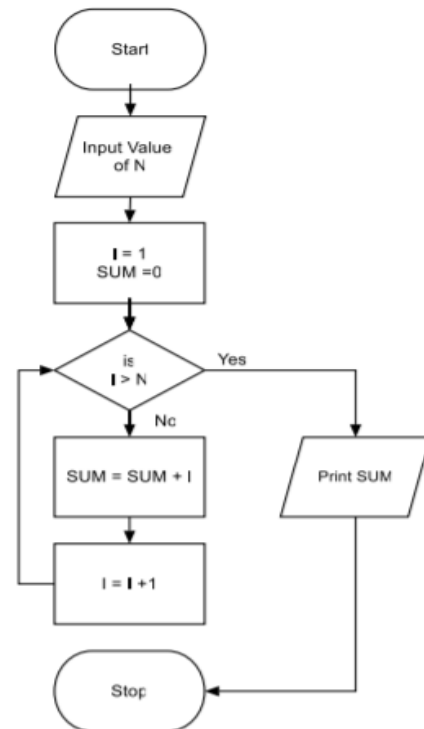 Start
Input Value
of N
I = 1
SUM =0
is
I > N
Yes
No
SUM = SUM + I
Print SUM
I = I +1
Stop